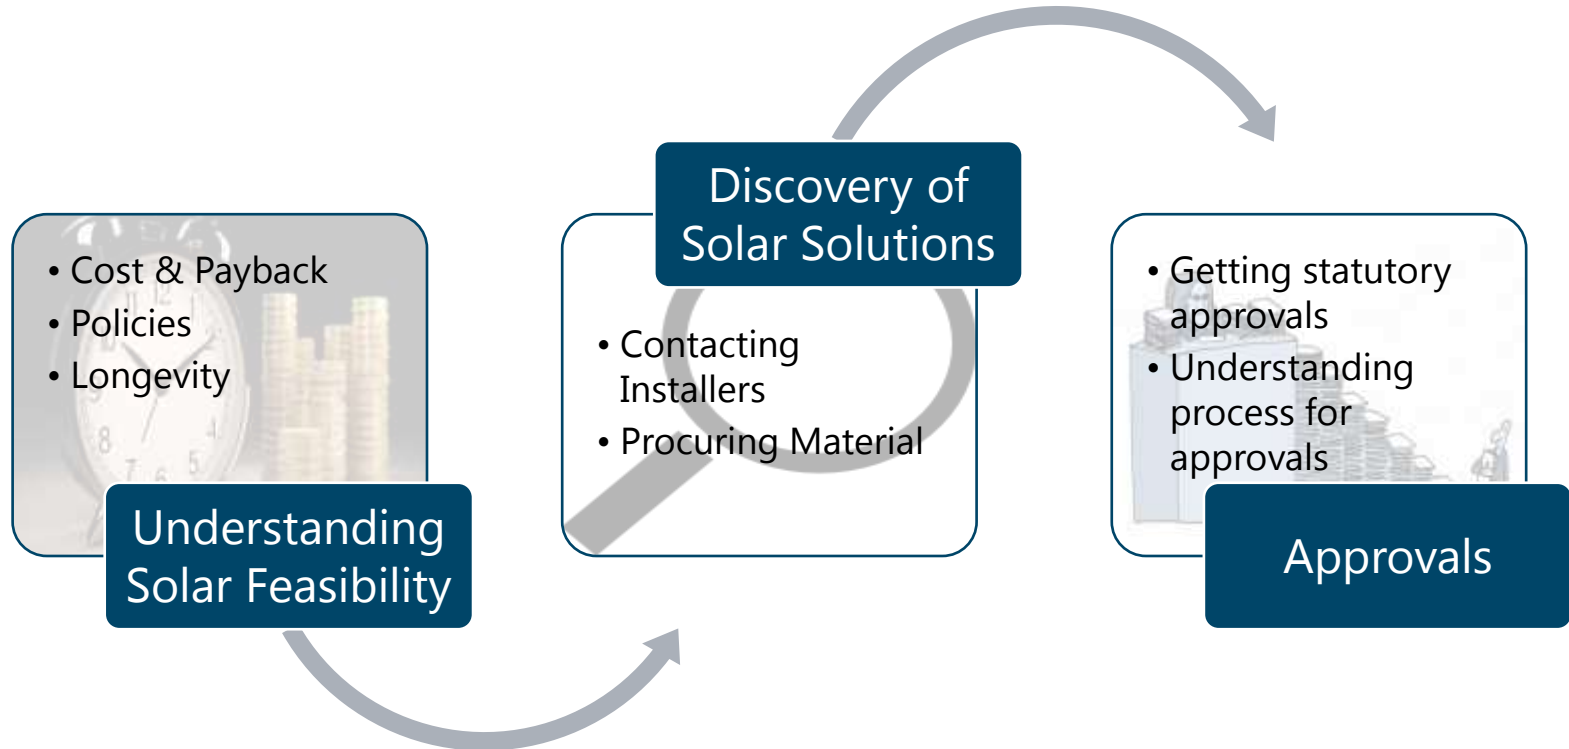 • Cost & Payback
• Policies
• Longevity
Understanding
Solar Feasibility
Discovery of
Solar Solutions
• Contacting
Installers
• Procuring Material
• Getting statutory
approvals
• Understanding
process for
approvals
Approvals